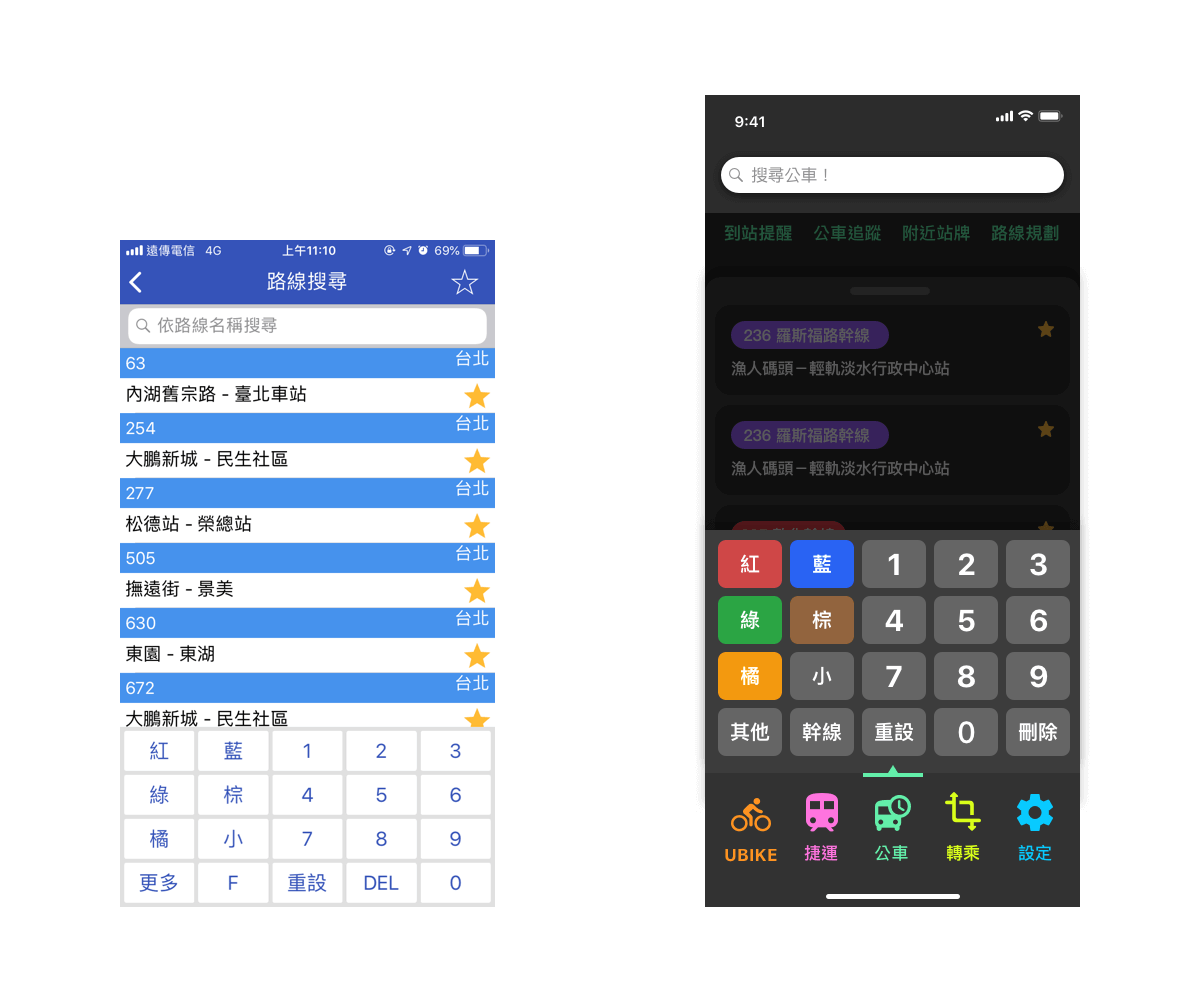 遠傳電信 4G 上午11:10 69%
路線搜尋
依路線名稱搜尋
63 台北
內湖舊宗路 - 臺北車站
254 台北
大鵬新城 - 民生社區
277 台北
松德站 - 榮總站
505 台北
撫遠街 - 景美
630 台北
東園 - 東湖
672 台北
大鵬新城 - 民生社區
紅 藍 1 2 3
綠 棕 4 5 6
橘 小 7 8 9
更多 F 重設 DEL 0
9:41
搜尋公車！
到站提醒 公車追蹤 附近站牌 路線規劃
236 羅斯福路幹線
漁人碼頭－輕軌淡水行政中心站
236 羅斯福路幹線
漁人碼頭－輕軌淡水行政中心站
紅 藍 1 2 3
綠 棕 4 5 6
橘 小 7 8 9
其他 幹線 重設 0 刪除
UBIKE 捷運 公車 轉乘 設定